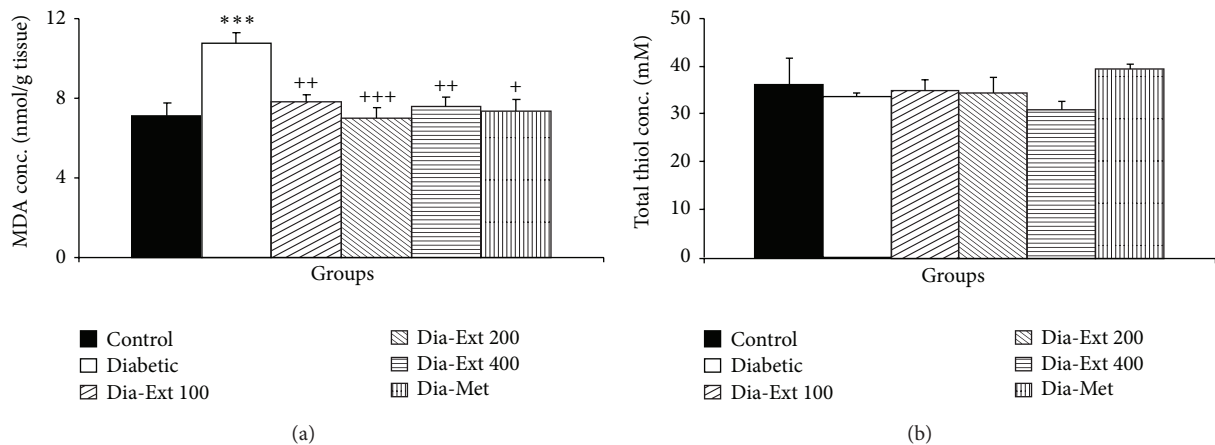 12
8
4
0
MDA conc. (nmol/g tissue)
***
++
+++
++
+
Groups
Control
Diabetic
Dia-Ext 100
Dia-Ext 200
Dia-Ext 400
Dia-Met
(a)
50
40
30
20
10
0
Total thiol conc. (mM)
Groups
Control
Diabetic
Dia-Ext 100
Dia-Ext 200
Dia-Ext 400
Dia-Met
(b)